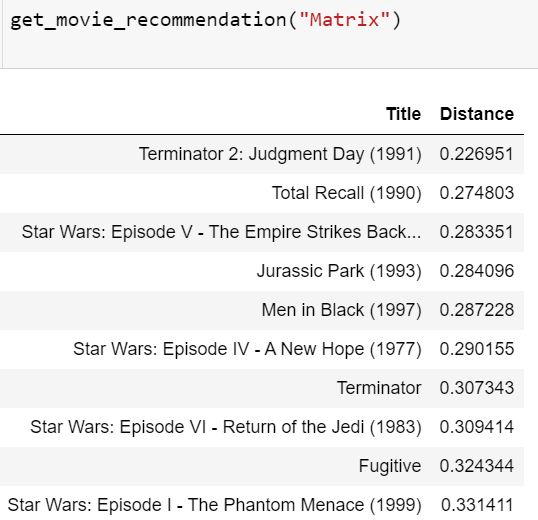 get_movie_recommendation("Matrix")
Title Distance
Terminator 2: Judgment Day (1991) 0.226951
Total Recall (1990) 0.274803
Star Wars: Episode V - The Empire Strikes Back... 0.283351
Jurassic Park (1993) 0.284096
Men in Black (1997) 0.287228
Star Wars: Episode IV - A New Hope (1977) 0.290155
Terminator 0.307343
Star Wars: Episode VI - Return of the Jedi (1983) 0.309414
Fugitive 0.324344
Star Wars: Episode I - The Phantom Menace (1999) 0.331411